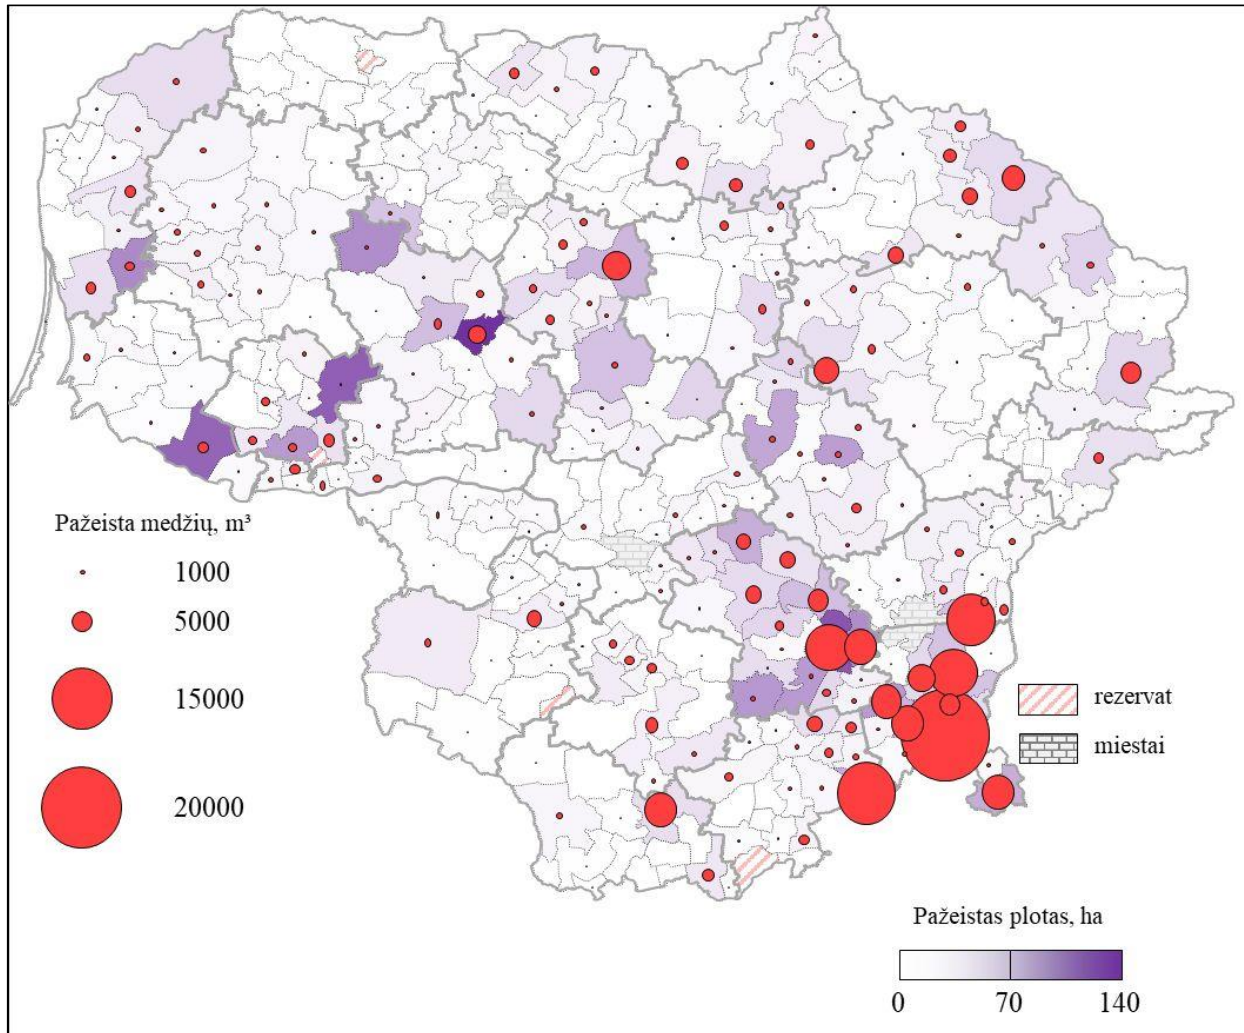 Pažeista medžių, m³
1000
5000
15000
20000
rezervat
miestai
Pažeistas plotas, ha
0 70 140